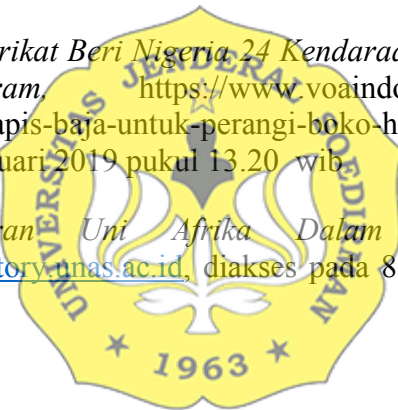 rikat Beri Nigeria 24 Kendaraa
ram, https://www.voaindo
apis-baja-untuk-perangi-boko-h
uari 2019 pukul 13.20 wib
ran Uni Afrika Dalam
tory.unas.ac.id, diakses pada 8
UNIVERSITAS JENDERAL SOEDIRMAN
★ 1963 ★